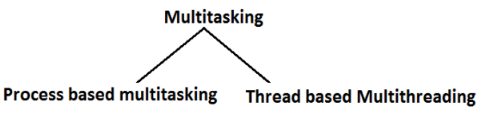 Multitasking
Process based multitasking
Thread based Multithreading